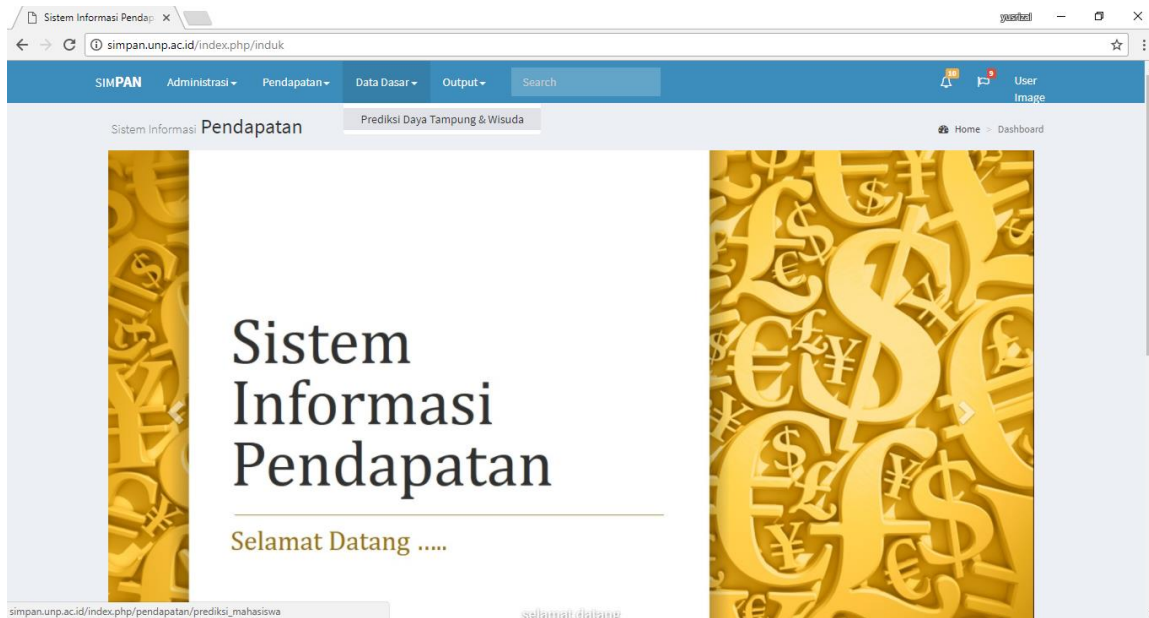 Sistem Informasi Pendap
yusrizal
simpan.unp.ac.id/index.php/induk
SIMPAN Administrasi Pendapatan Data Dasar Output Search 10 9 User Image
Prediksi Daya Tampung & Wisuda
Sistem Informasi Pendapatan
Home > Dashboard
Sistem
Informasi
Pendapatan
Selamat Datang .....
selamat datang
simpan.unp.ac.id/index.php/pendapatan/prediksi_mahasiswa